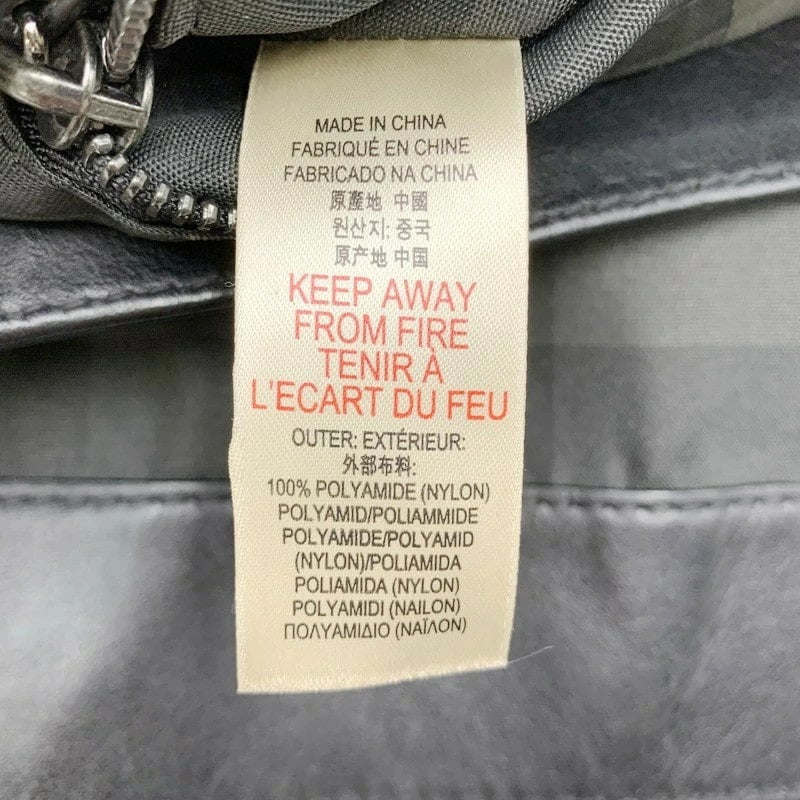 MADE IN CHINA
FABRIQUÉ EN CHINE
FABRICADO NA CHINA
原產地 中國
원산지: 중국
原产地 中国
KEEP AWAY
FROM FIRE
TENIR À
L'ECART DU FEU
OUTER: EXTÉRIEUR:
外部布料:
100% POLYAMIDE (NYLON)
POLYAMID/POLIAMMIDE
POLYAMIDE/POLYAMID
(NYLON)/POLIAMIDA
POLIAMIDA (NYLON)
POLYAMIDI (NAILON)
ΠΟΛΥΑΜΙΔΙΟ (ΝΑΪΛΟΝ)